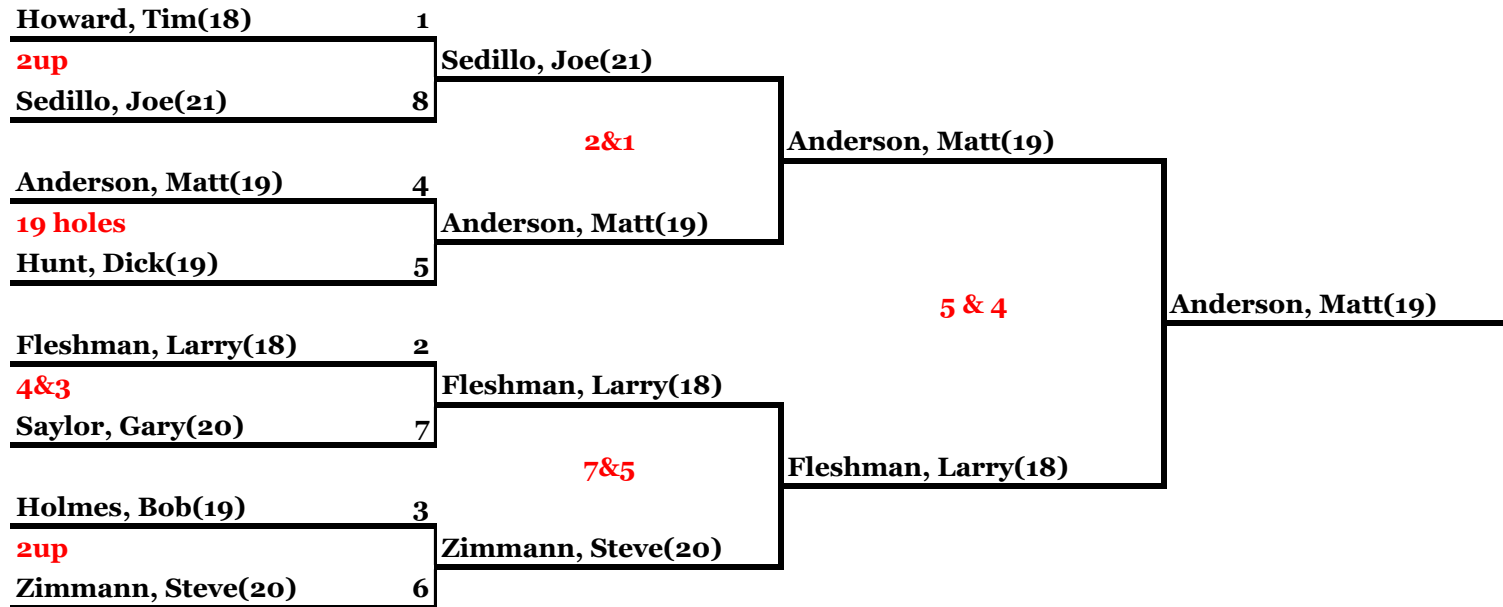 Howard, Tim(18) 1
2up
Sedillo, Joe(21) 8
Anderson, Matt(19) 4
19 holes
Hunt, Dick(19) 5
Fleshman, Larry(18) 2
4&3
Saylor, Gary(20) 7
Holmes, Bob(19) 3
2up
Zimmann, Steve(20) 6
Sedillo, Joe(21)
2&1
Anderson, Matt(19)
Fleshman, Larry(18)
7&5
Zimmann, Steve(20)
Anderson, Matt(19)
5 & 4
Fleshman, Larry(18)
Anderson, Matt(19)